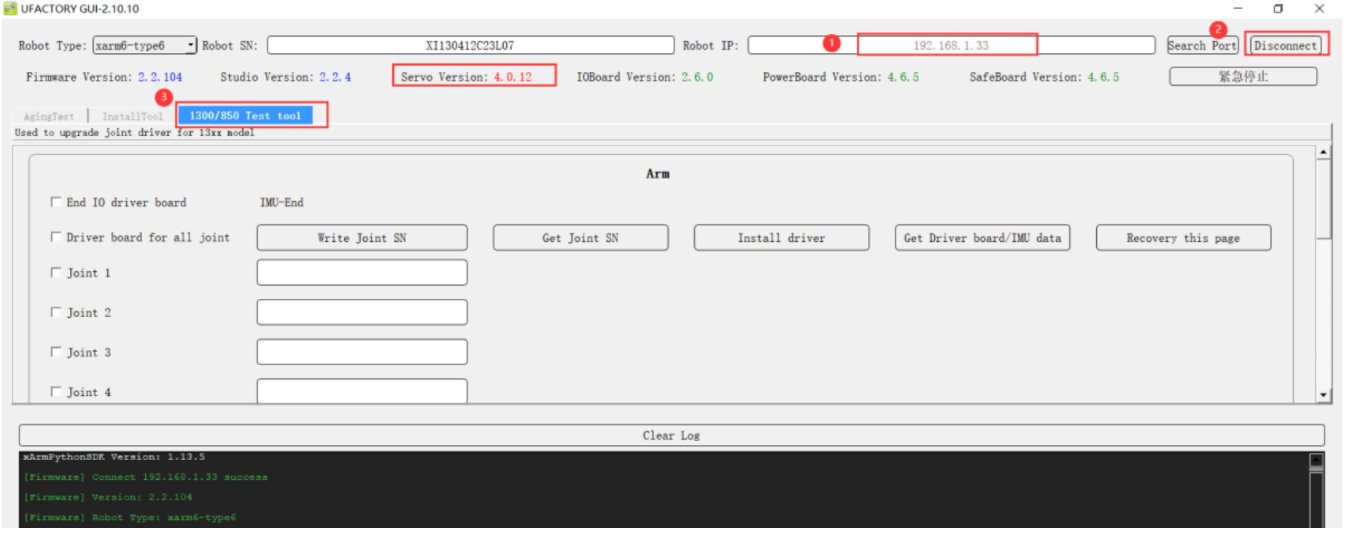 UFACTORY GUI-2.10.10
Robot Type: xarm6-type6 Robot SN: XI130412C23L07 Robot IP: 1 192.168.1.33 2 Search Port Disconnect
Firmware Version: 2.2.104 Studio Version: 2.2.4 Servo Version: 4.0.12 IOBoard Version: 2.6.0 PowerBoard Version: 4.6.5 SafeBoard Version: 4.6.5 紧急停止
3
AgingTest InstallTool 1300/850 Test tool
Used to upgrade joint driver for 13xx model
Arm
End IO driver board IMU-End
Driver board for all joint Write Joint SN Get Joint SN Install driver Get Driver board/IMU data Recovery this page
Joint 1
Joint 2
Joint 3
Joint 4
Clear Log
xArmPythonSDK Version: 1.13.5
[Firmware] Connect 192.168.1.33 success
[Firmware] Version: 2.2.104
[Firmware] Robot Type: xarm6-type6